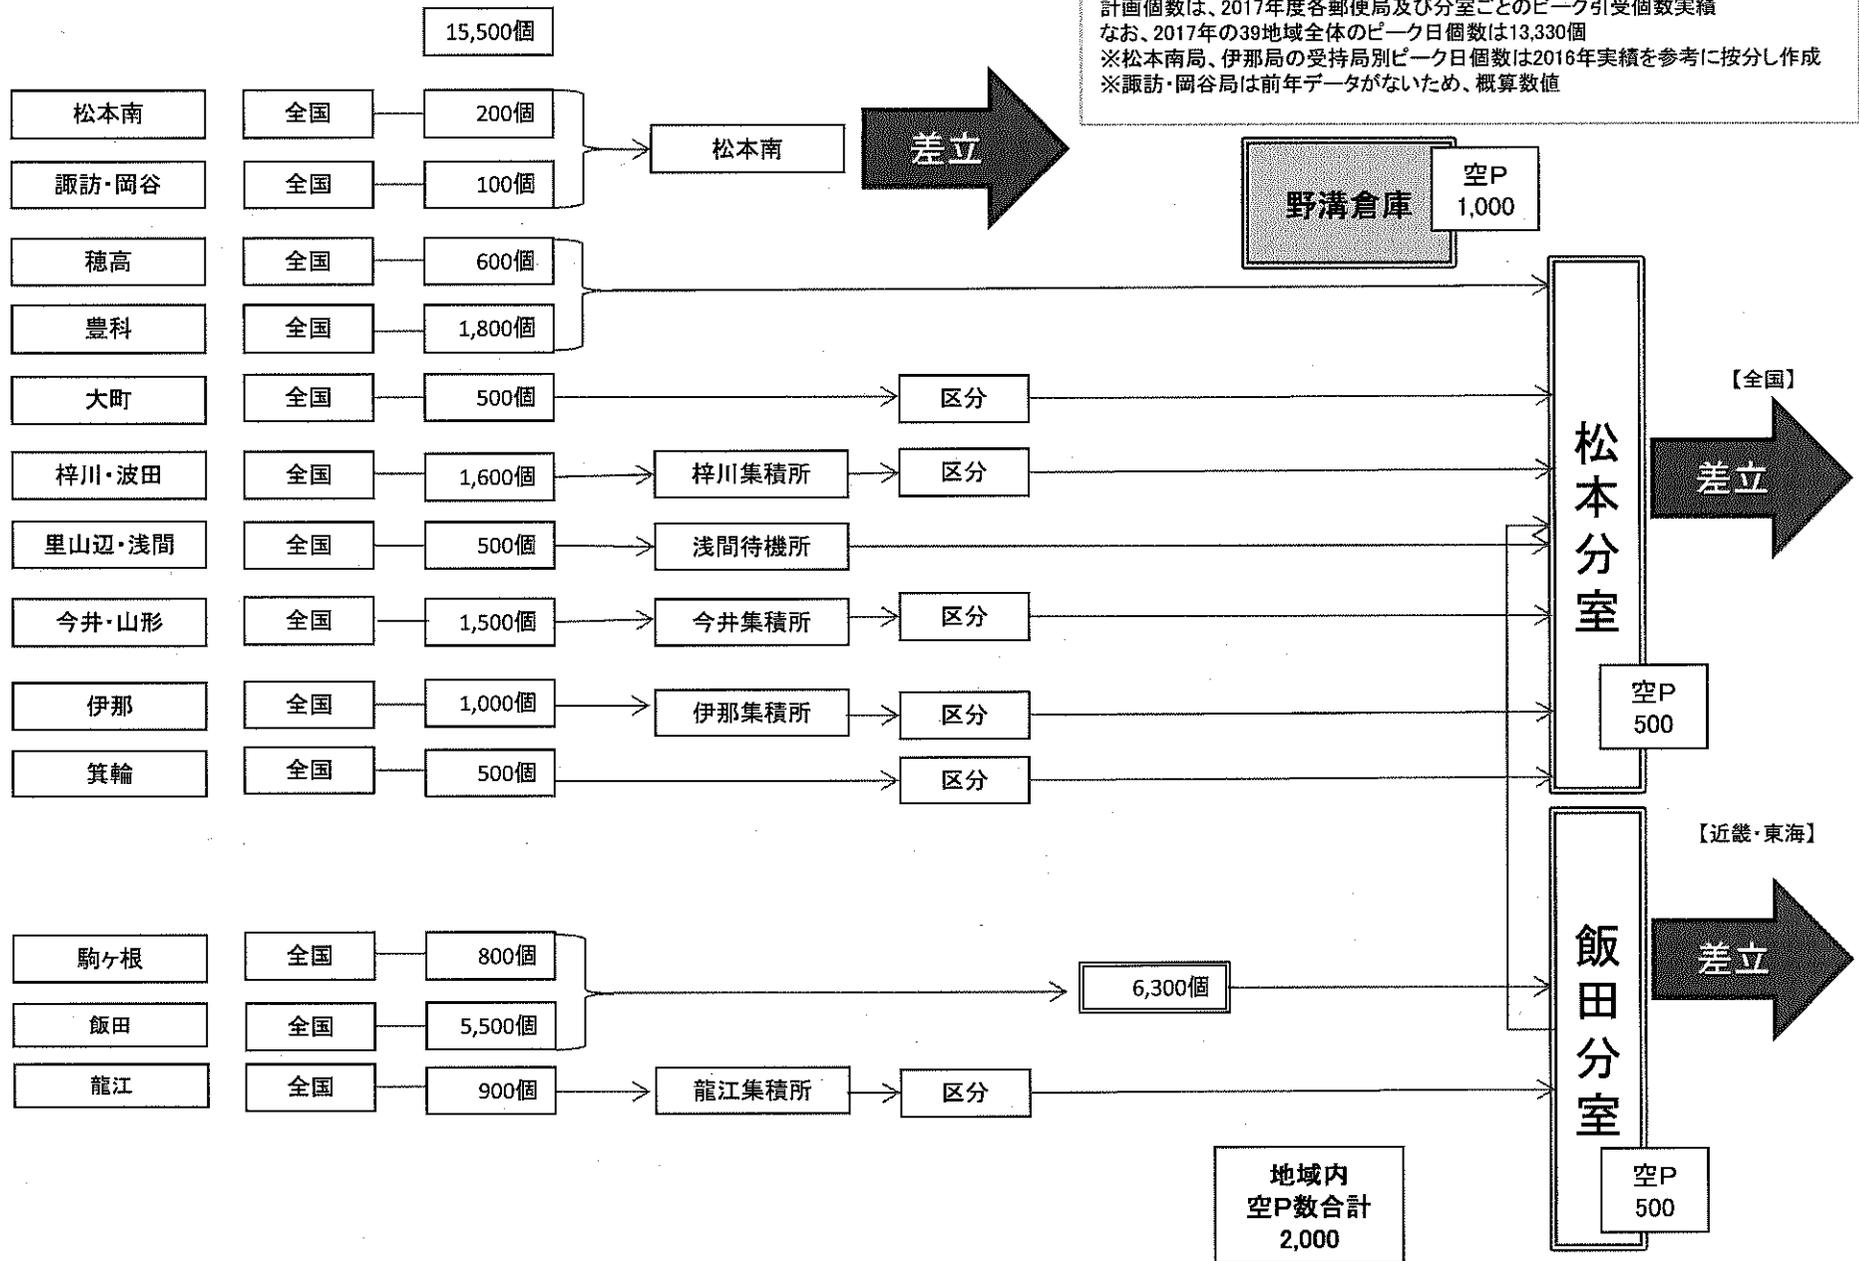 計画個数は、2017年度各郵便局及び分室ごとのピーク引受個数実績
なお、2017年の39地域全体のピーク日個数は13,330個
※松本南局、伊那局の受持局別ピーク日個数は2016年実績を参考に按分し作成
※諏訪・岡谷局は前年データがないため、概算数値
15,500個
松本南 全国 200個
諏訪・岡谷 全国 100個
松本南
差立
野溝倉庫
空P
1,000
穂高 全国 600個
豊科 全国 1,800個
大町 全国 500個 区分
梓川・波田 全国 1,600個 梓川集積所 区分
里山辺・浅間 全国 500個 浅間待機所
今井・山形 全国 1,500個 今井集積所 区分
伊那 全国 1,000個 伊那集積所 区分
箕輪 全国 500個 区分
松本分室
空P
500
【全国】
差立
駒ヶ根 全国 800個
飯田 全国 5,500個
6,300個
龍江 全国 900個 龍江集積所 区分
飯田分室
空P
500
【近畿・東海】
差立
地域内
空P数合計
2,000